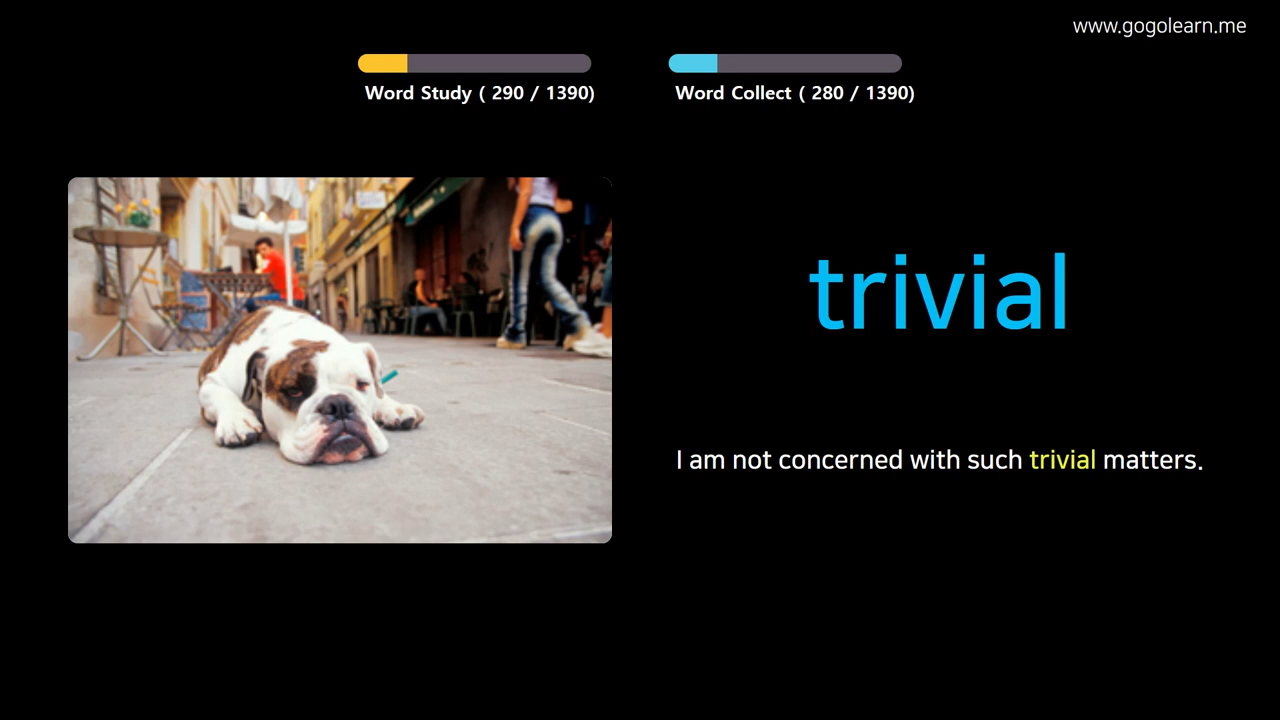 www.gogolearn.me
Word Study ( 290 / 1390)
Word Collect ( 280 / 1390)
trivial
I am not concerned with such trivial matters.